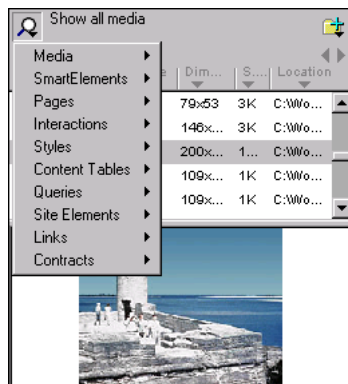 Show all media
Media
SmartElements
Pages
Interactions
Styles
Content Tables
Queries
Site Elements
Links
Contracts
Dim... S... Location
79x53 3K C:\Wo...
146x... 3K C:\Wo...
200x... 1... C:\Wo...
109x... 1K C:\Wo...
109x... 1K C:\Wo...